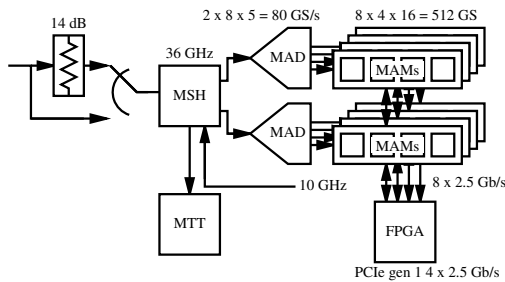 14 dB
2 x 8 x 5 = 80 GS/s
8 x 4 x 16 = 512 GS
36 GHz
MAD
MAMs
MSH
MAD
MAMs
10 GHz
8 x 2.5 Gb/s
MTT
FPGA
PCIe gen 1 4 x 2.5 Gb/s